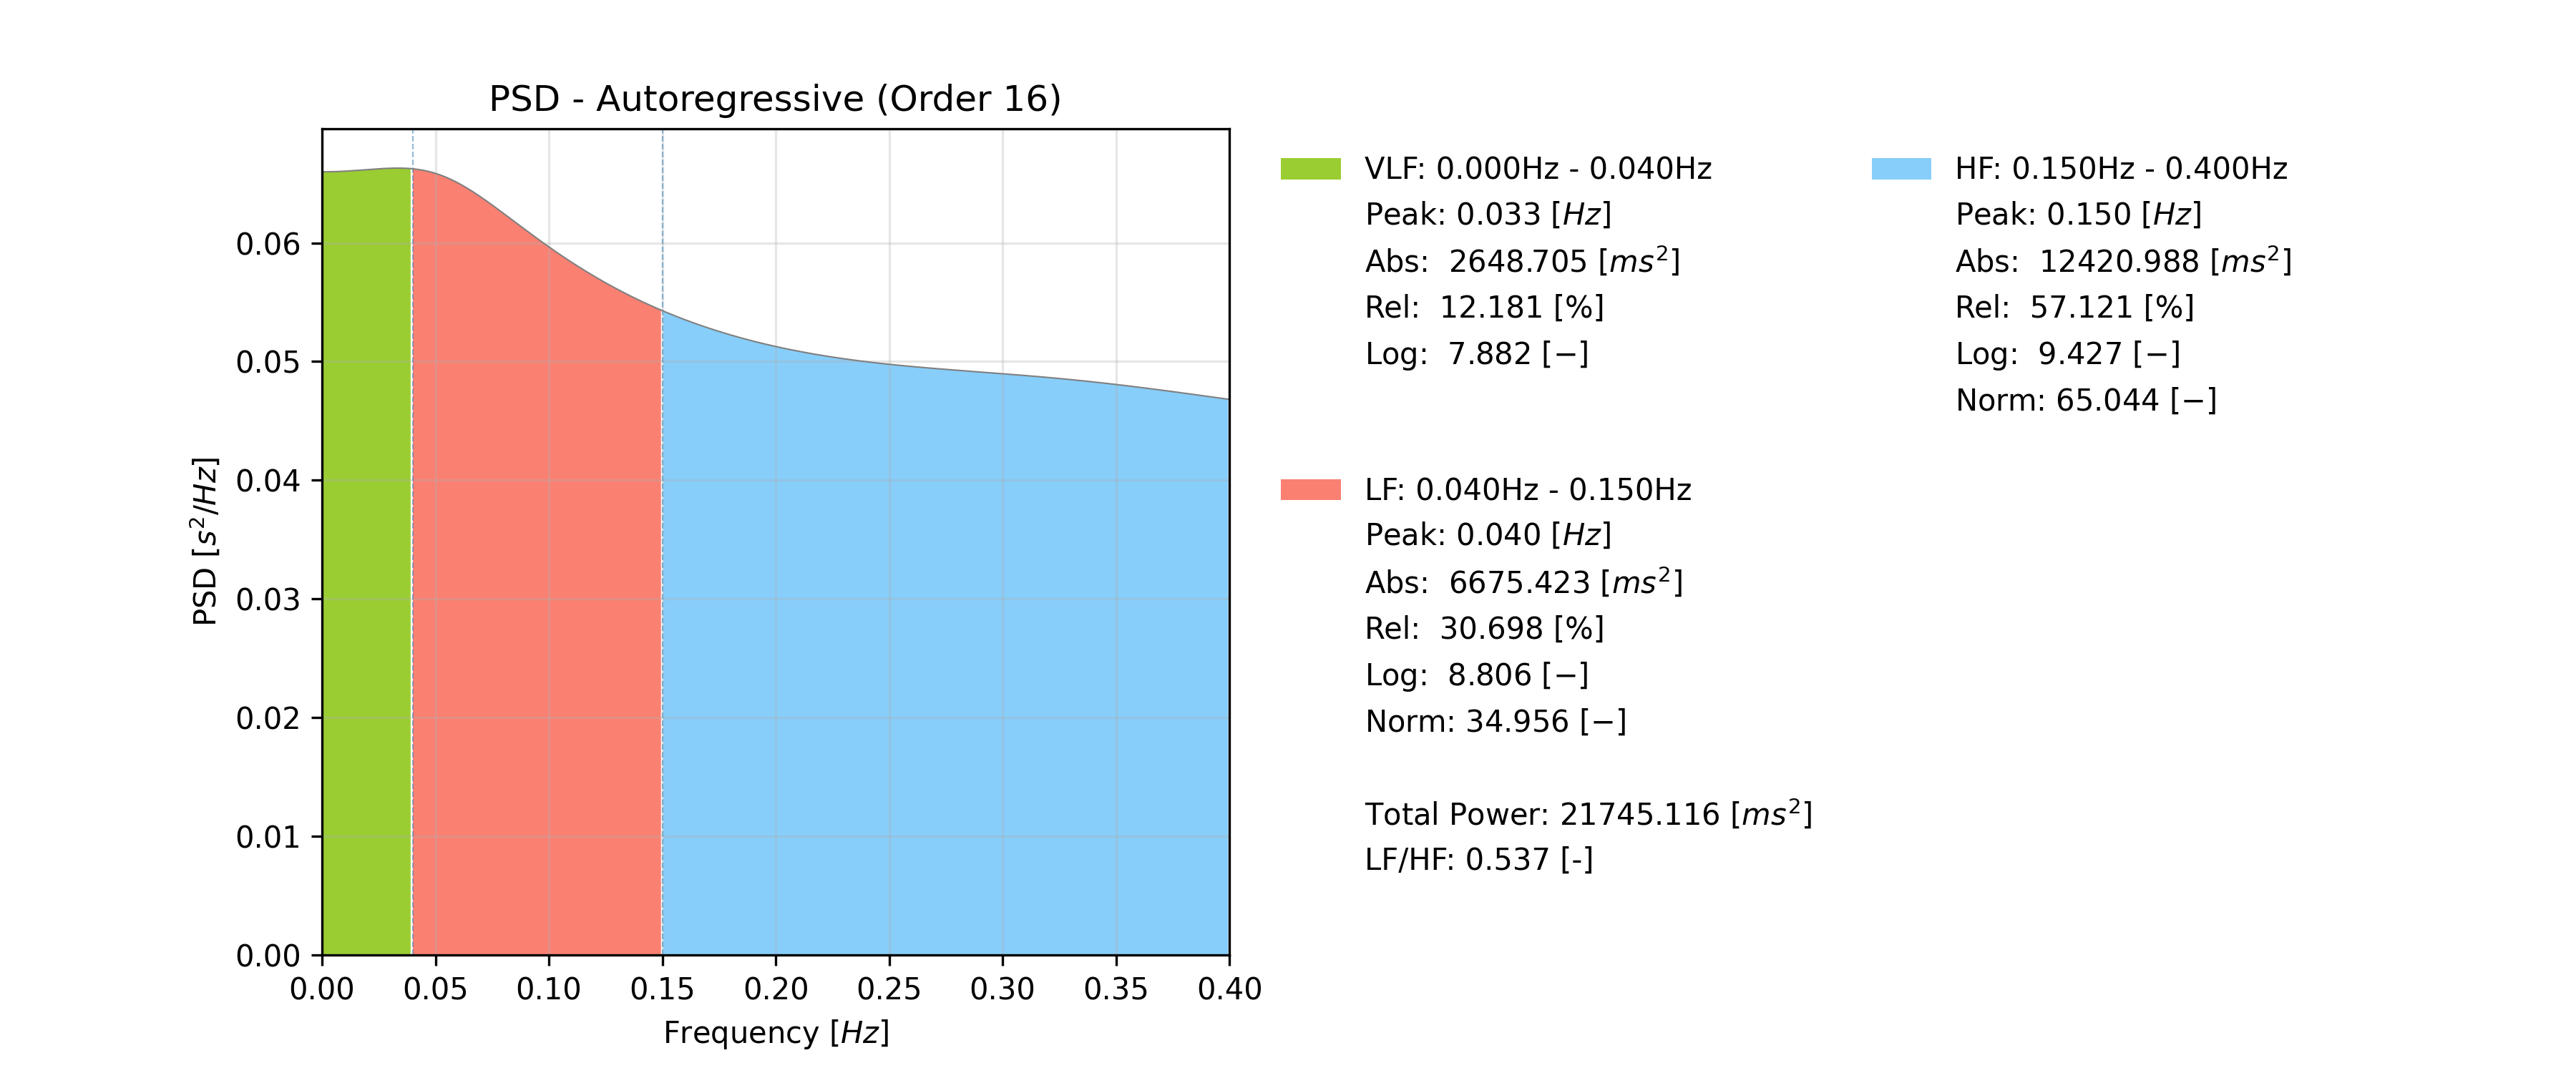 PSD - Autoregressive (Order 16)
PSD [s²/Hz]
0.06
0.05
0.04
0.03
0.02
0.01
0.00
0.00 0.05 0.10 0.15 0.20 0.25 0.30 0.35 0.40
Frequency [Hz]
VLF: 0.000Hz - 0.040Hz
Peak: 0.033 [Hz]
Abs: 2648.705 [ms²]
Rel: 12.181 [%]
Log: 7.882 [−]
LF: 0.040Hz - 0.150Hz
Peak: 0.040 [Hz]
Abs: 6675.423 [ms²]
Rel: 30.698 [%]
Log: 8.806 [−]
Norm: 34.956 [−]
Total Power: 21745.116 [ms²]
LF/HF: 0.537 [-]
HF: 0.150Hz - 0.400Hz
Peak: 0.150 [Hz]
Abs: 12420.988 [ms²]
Rel: 57.121 [%]
Log: 9.427 [−]
Norm: 65.044 [−]